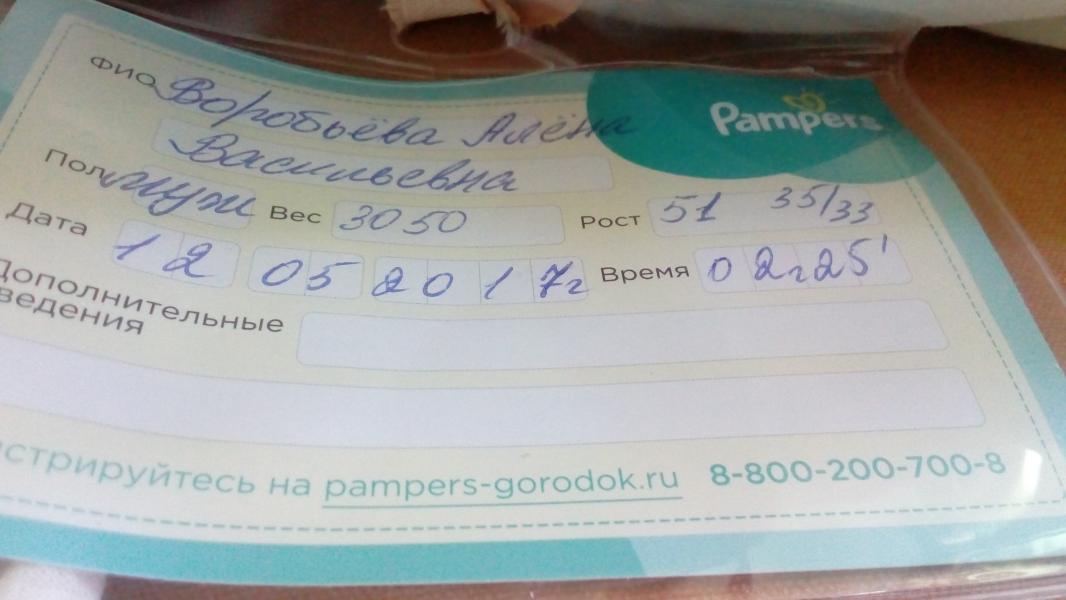 ФИО Воробьёва Алёна
Pampers
Васильевна
Пол муж Вес 3050 Рост 51 35/33
Дата 12 05 2017г Время 02г25'
Дополнительные
ведения
стрируйтесь на pampers-gorodok.ru 8-800-200-700-8